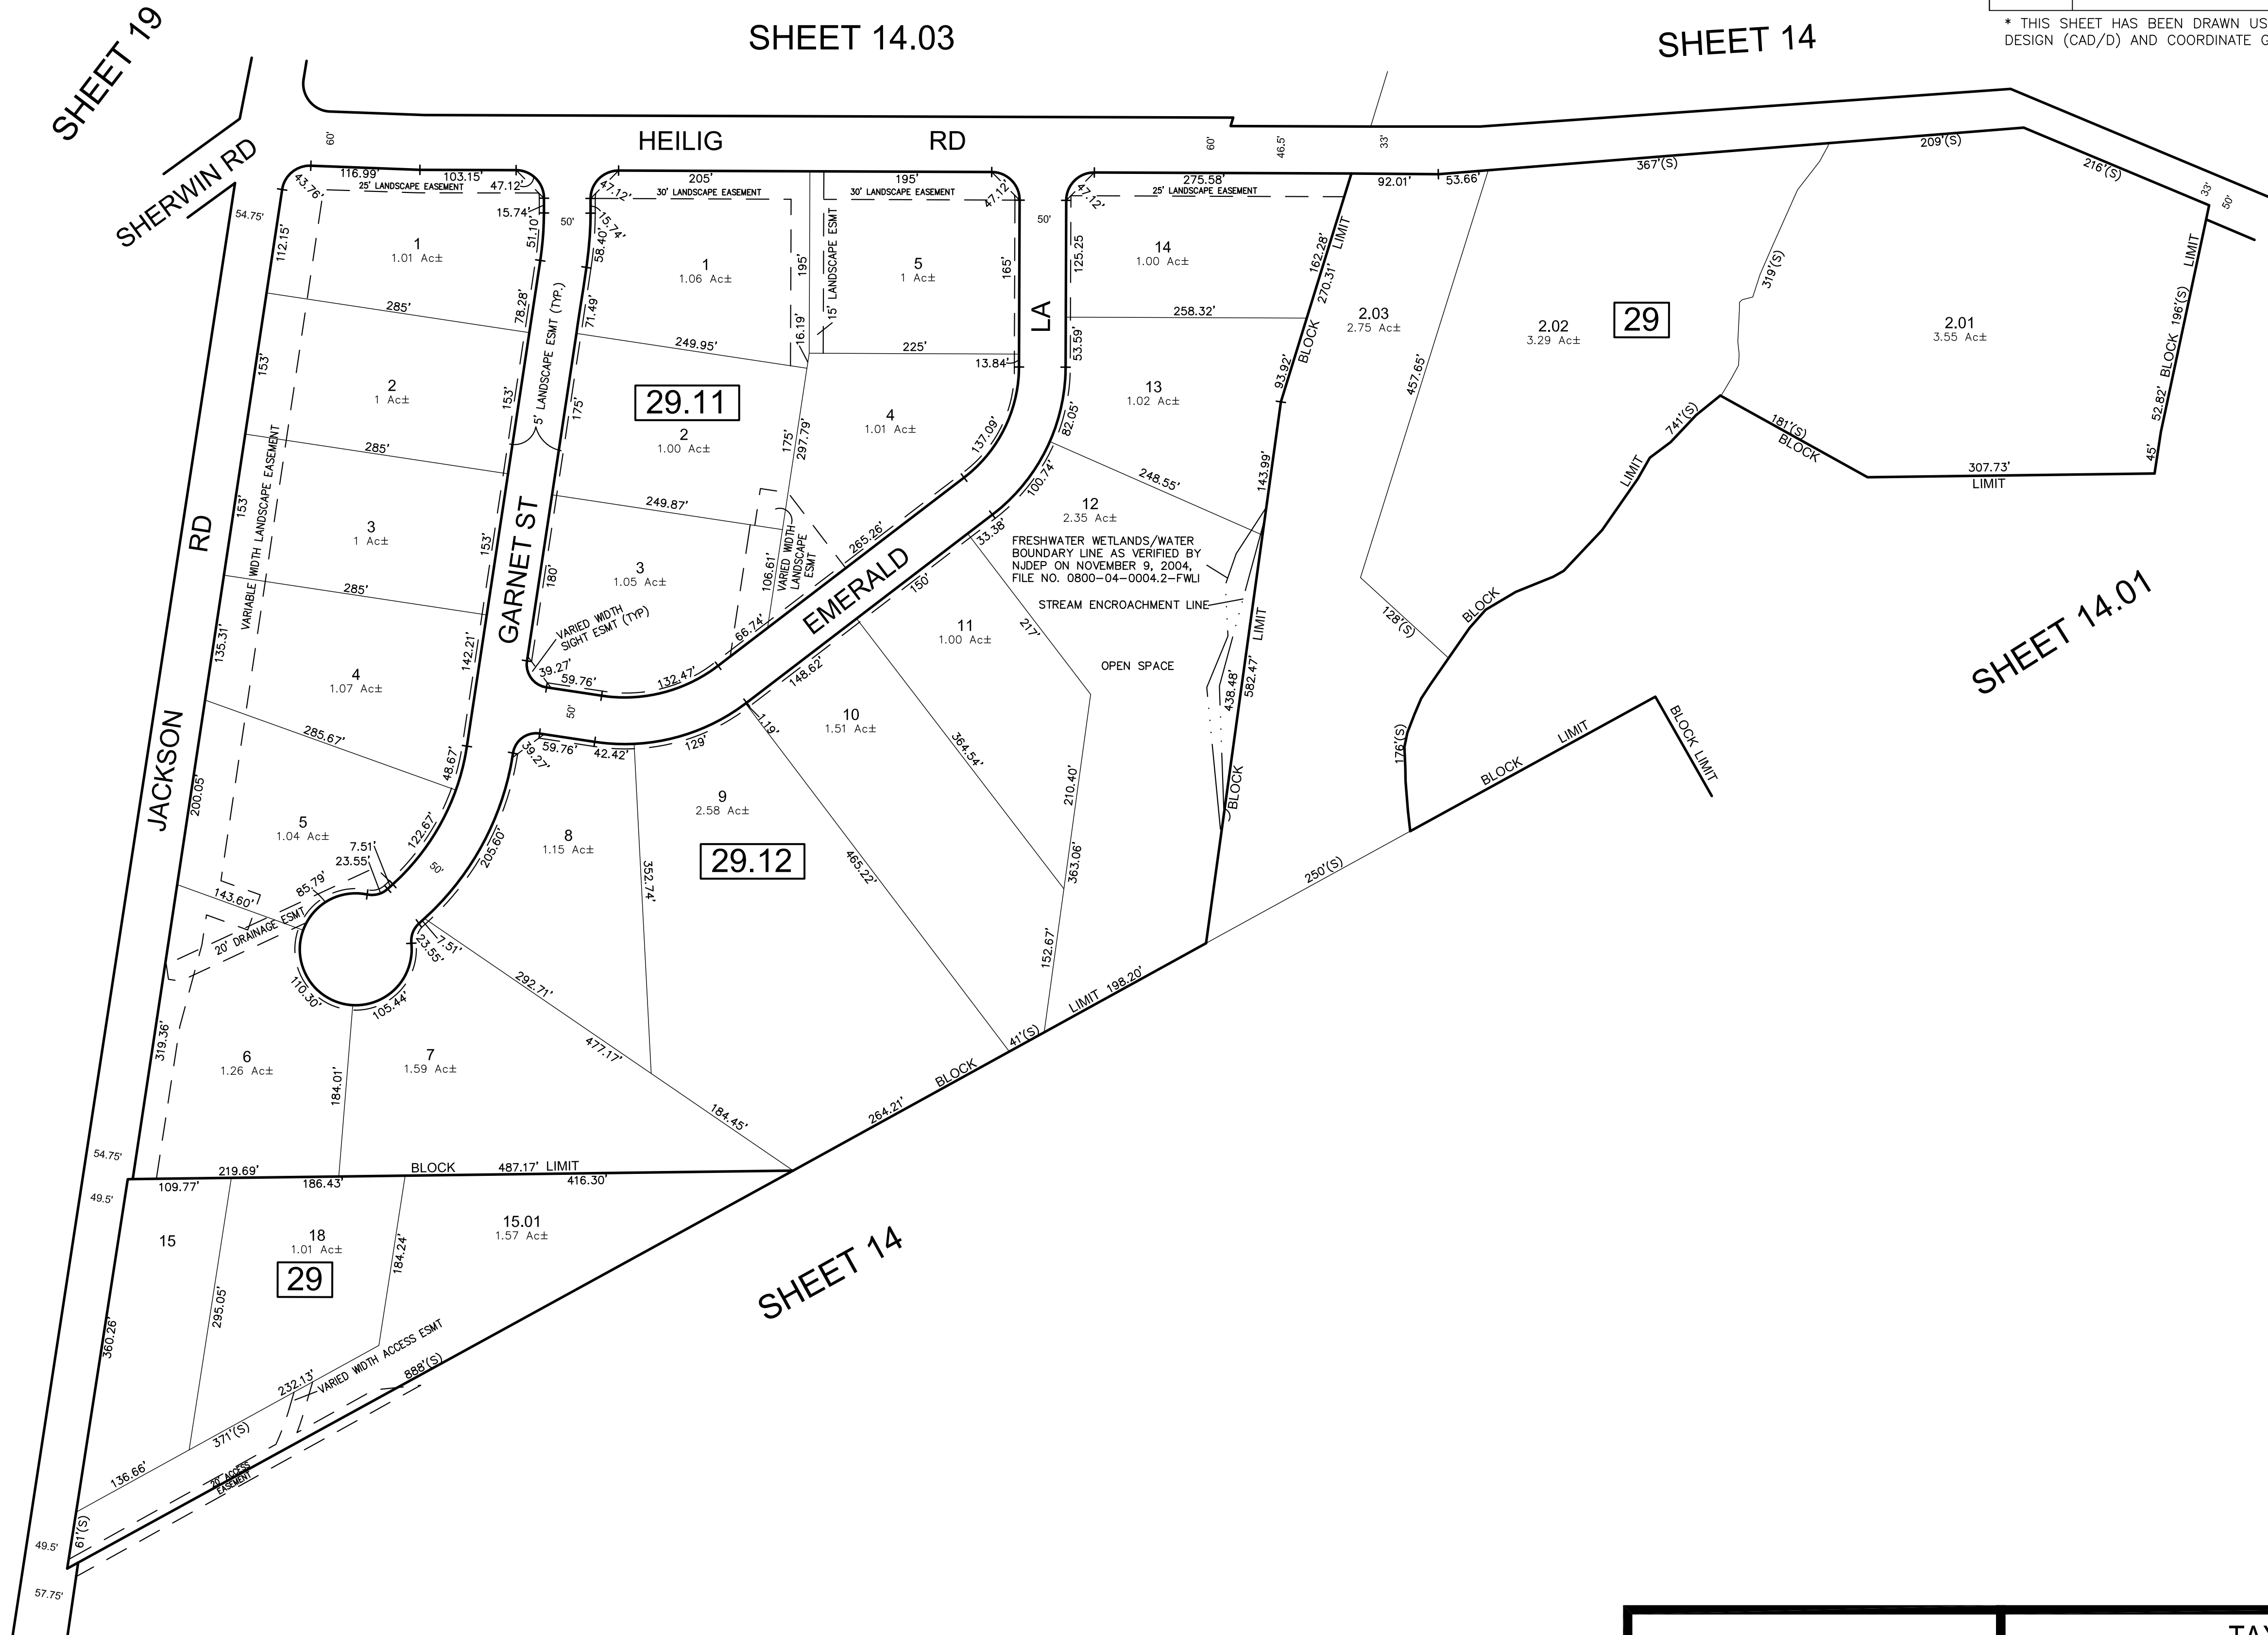 SHEET 19
SHEET 14.03
SHEET 14
* THIS SHEET HAS BEEN DRAWN US
DESIGN (CAD/D) AND COORDINATE G
SHERWIN RD
60'
HEILIG RD
60'
46.5'
33'
54.75'
43.76'
116.99'
103.15'
47.12'
25' LANDSCAPE EASEMENT
15.74'
50'
47.12'
205'
30' LANDSCAPE EASEMENT
15.74'
195'
30' LANDSCAPE EASEMENT
47.12'
50'
47.12'
275.58'
25' LANDSCAPE EASEMENT
92.01'
53.66'
367'(S)
209'(S)
216'(S)
33'
50'
112.15'
1
1.01 Ac±
51.10'
78.28'
58.40'
71.49'
1
1.06 Ac±
195'
15' LANDSCAPE ESMT
16.19'
5
1 Ac±
165'
LA
125.25
14
1.00 Ac±
162.28'
270.31'
BLOCK LIMIT
285'
5' LANDSCAPE ESMT (TYP.)
249.95'
225'
13.84'
53.59'
258.32'
93.92'
2.03
2.75 Ac±
457.65'
2.02
3.29 Ac±
29
319'(S)
2.01
3.55 Ac±
BLOCK LIMIT
196'(S)
52.82'
45'
153'
2
1 Ac±
153'
175'
29.11
2
1.00 Ac±
175'
297.79'
4
1.01 Ac±
137.09'
13
1.02 Ac±
82.05'
143.99'
741'(S)
181'(S)
BLOCK
307.73'
LIMIT
285'
VARIABLE WIDTH LANDSCAPE EASEMENT
153'
3
1 Ac±
153'
GARNET ST
180'
249.87'
3
1.05 Ac±
106.61'
VARIED WIDTH
LANDSCAPE
ESMT
265.26'
100.74'
248.55'
33.38'
12
2.35 Ac±
FRESHWATER WETLANDS/WATER
BOUNDARY LINE AS VERIFIED BY
NJDEP ON NOVEMBER 9, 2004,
FILE NO. 0800-04-0004.2-FWLI
STREAM ENCROACHMENT LINE
OPEN SPACE
LIMIT
BLOCK
128'(S)
SHEET 14.01
RD
285'
135.31'
4
1.07 Ac±
142.21'
VARIED WIDTH
SIGHT ESMT (TYP)
39.27'
59.76'
132.47'
66.74'
EMERALD
150'
11
1.00 Ac±
217'
438.48'
582.47'
LIMIT
BLOCK
JACKSON
285.67'
48.67'
50'
39.27'
59.76'
42.42'
129'
1.19'
148.62'
10
1.51 Ac±
364.54'
210.40'
176'(S)
BLOCK LIMIT
BLOCK LIMIT
200.05'
5
1.04 Ac±
7.51'
23.55'
122.67'
50'
205.60'
8
1.15 Ac±
9
2.58 Ac±
29.12
352.74'
465.22'
363.06'
250'(S)
85.79'
143.60'
20' DRAINAGE ESMT
7.51'
23.55'
110.30'
105.44'
292.71'
152.67'
198.20'
LIMIT
41'(S)
319.36'
6
1.26 Ac±
184.01'
7
1.59 Ac±
477.17'
184.45'
BLOCK
264.21'
54.75'
219.69'
BLOCK 487.17' LIMIT
49.5'
109.77'
186.43'
416.30'
15
18
1.01 Ac±
29
184.24'
15.01
1.57 Ac±
SHEET 14
295.05'
360.26'
232.13'
VARIED WIDTH ACCESS ESMT
888'(S)
371'(S)
136.66'
20' ACCESS
EASEMENT
61'(S)
49.5'
57.75'
TA